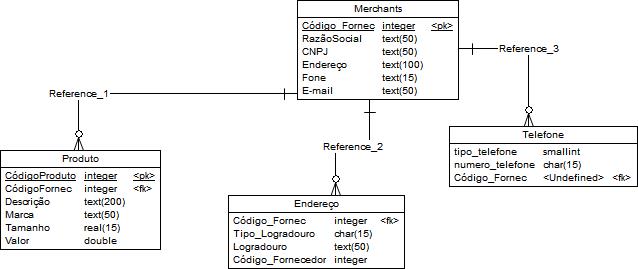 Merchants
Código_Fornec integer <pk>
RazãoSocial text(50)
CNPJ text(50)
Endereço text(100)
Fone text(15)
E-mail text(50)
Reference_3
Reference_1
Reference_2
Telefone
tipo_telefone smallint
numero_telefone char(15)
Código_Fornec <Undefined> <fk>
Produto
CódigoProduto integer <pk>
CódigoFornec integer <fk>
Descrição text(200)
Marca text(50)
Tamanho real(15)
Valor double
Endereço
Código_Fornec integer <fk>
Tipo_Logradouro char(15)
Logradouro text(50)
Código_Fornecedor integer